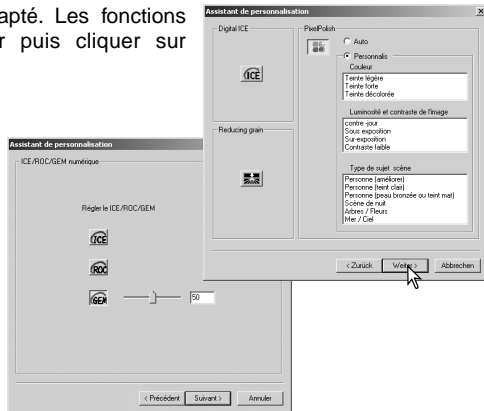 apté. Les fonctions
r puis cliquer sur
Assistant de personnalisation
Digital ICE
ICE
Reducing grain
PixelPolish
Auto
Personnalis
Couleur
Teinte légère
Teinte forte
Teinte décolorée
Luminosité et contraste de l'image
contre -jour
Sous exposition
Sur-exposition
Contraste faible
Type de sujet scène
Personne (améliorer)
Personne (teint clair)
Personne (peau bronzée ou teint mat)
Scène de nuit
Arbres / Fleurs
Mer / Ciel
< Zurück Weiter > Abbrechen
Assistant de personnalisation
ICE/ROC/GEM numérique
Régler le ICE/ROC/GEM
ICE
ROC
GEM 50
< Précédent Suivant > Annuler